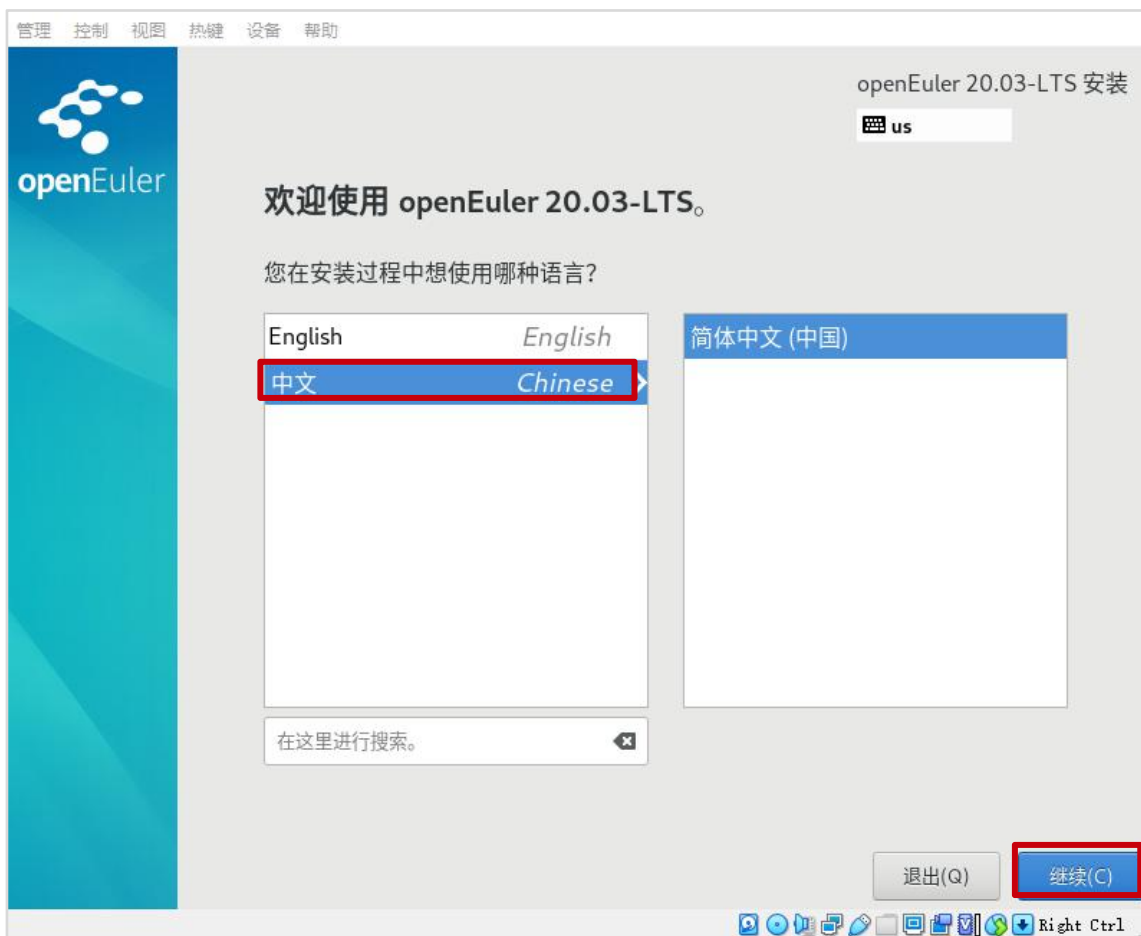 管理 控制 视图 热键 设备 帮助
openEuler
openEuler 20.03-LTS 安装
us
欢迎使用 openEuler 20.03-LTS。
您在安装过程中想使用哪种语言？
English English
中文 Chinese
简体中文 (中国)
在这里进行搜索。
退出(Q) 继续(C)
Right Ctrl